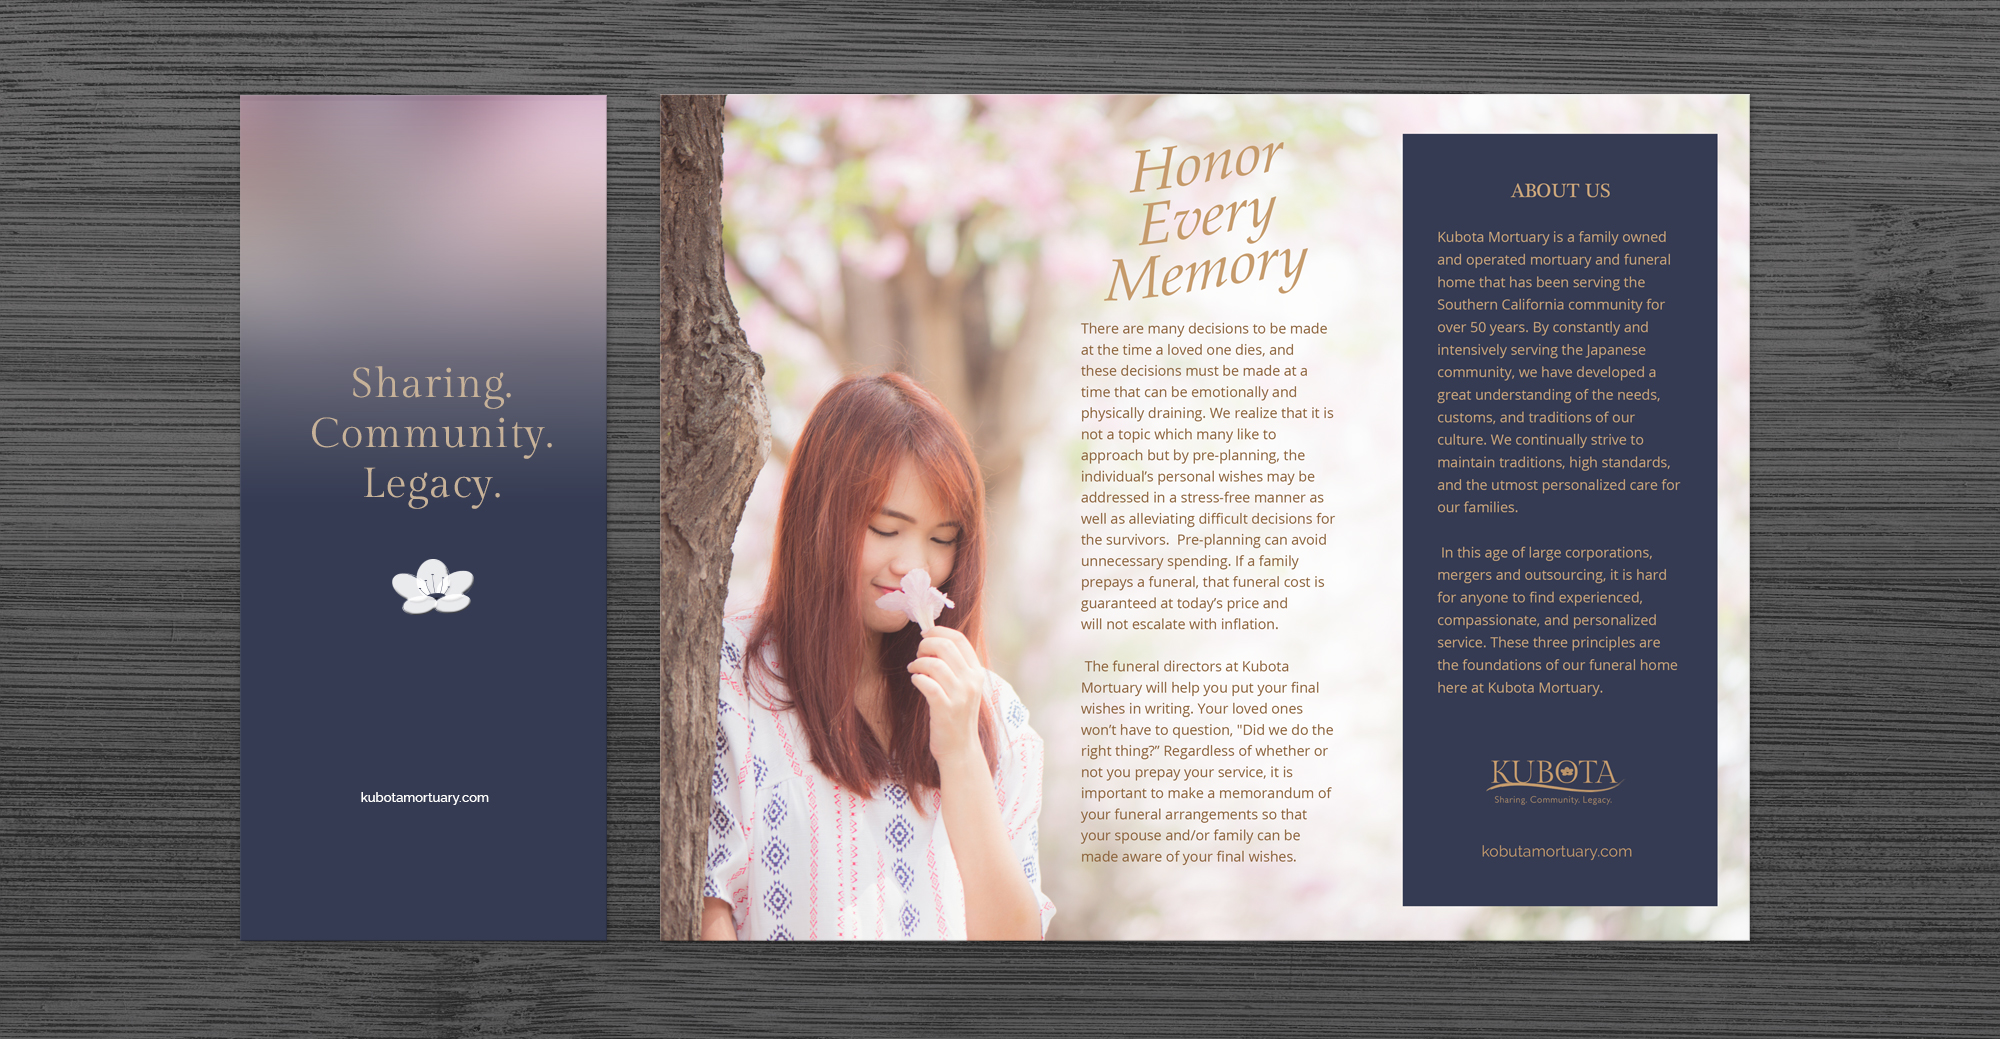 Sharing.
Community.
Legacy.
kubotamortuary.com
Honor
Every
Memory
There are many decisions to be made
at the time a loved one dies, and
these decisions must be made at a
time that can be emotionally and
physically draining. We realize that it is
not a topic which many like to
approach but by pre-planning, the
individual’s personal wishes may be
addressed in a stress-free manner as
well as alleviating difficult decisions for
the survivors.  Pre-planning can avoid
unnecessary spending. If a family
prepays a funeral, that funeral cost is
guaranteed at today’s price and
will not escalate with inflation.
The funeral directors at Kubota
Mortuary will help you put your final
wishes in writing. Your loved ones
won’t have to question, "Did we do the
right thing?” Regardless of whether or
not you prepay your service, it is
important to make a memorandum of
your funeral arrangements so that
your spouse and/or family can be
made aware of your final wishes.
ABOUT US
Kubota Mortuary is a family owned
and operated mortuary and funeral
home that has been serving the
Southern California community for
over 50 years. By constantly and
intensively serving the Japanese
community, we have developed a
great understanding of the needs,
customs, and traditions of our
culture. We continually strive to
maintain traditions, high standards,
and the utmost personalized care for
our families.
In this age of large corporations,
mergers and outsourcing, it is hard
for anyone to find experienced,
compassionate, and personalized
service. These three principles are
the foundations of our funeral home
here at Kubota Mortuary.
KUBOTA
Sharing. Community. Legacy.
kobutamortuary.com